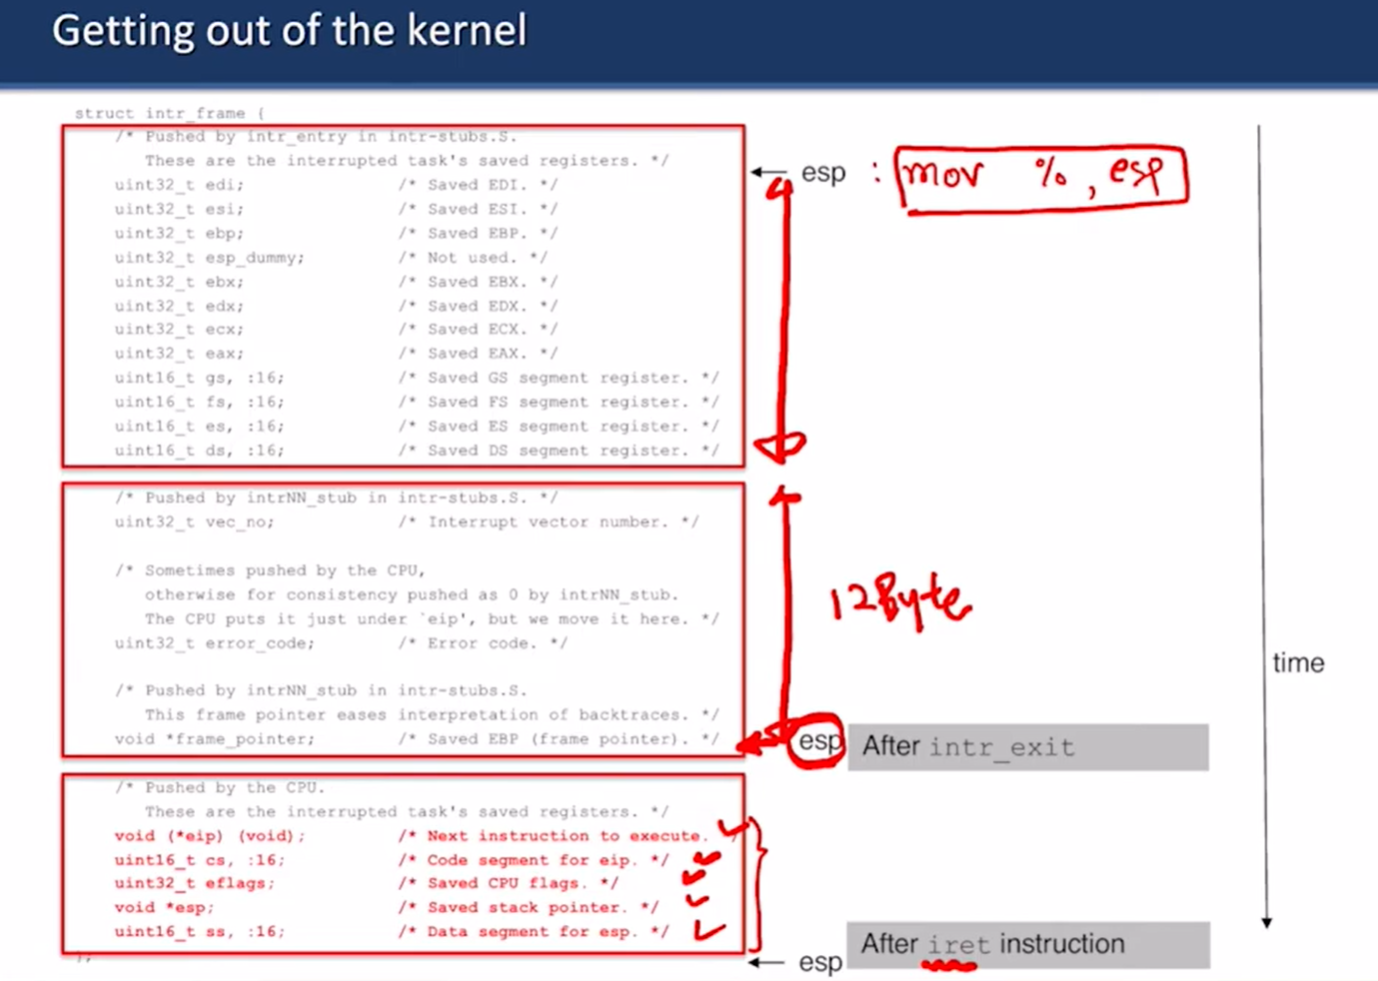 Getting out of the kernel
struct intr_frame {
/* Pushed by intr_entry in intr-stubs.S.
These are the interrupted task's saved registers. */
uint32_t edi; /* Saved EDI. */
uint32_t esi; /* Saved ESI. */
uint32_t ebp; /* Saved EBP. */
uint32_t esp_dummy; /* Not used. */
uint32_t ebx; /* Saved EBX. */
uint32_t edx; /* Saved EDX. */
uint32_t ecx; /* Saved ECX. */
uint32_t eax; /* Saved EAX. */
uint16_t gs, :16; /* Saved GS segment register. */
uint16_t fs, :16; /* Saved FS segment register. */
uint16_t es, :16; /* Saved ES segment register. */
uint16_t ds, :16; /* Saved DS segment register. */
esp : mov %, esp
/* Pushed by intrNN_stub in intr-stubs.S. */
uint32_t vec_no; /* Interrupt vector number. */
/* Sometimes pushed by the CPU,
otherwise for consistency pushed as 0 by intrNN_stub.
The CPU puts it just under `eip', but we move it here. */
uint32_t error_code; /* Error code. */
/* Pushed by intrNN_stub in intr-stubs.S.
This frame pointer eases interpretation of backtraces. */
void *frame_pointer; /* Saved EBP (frame pointer). */
12Byte
time
esp After intr_exit
/* Pushed by the CPU.
These are the interrupted task's saved registers. */
void (*eip) (void); /* Next instruction to execute. */
uint16_t cs, :16; /* Code segment for eip. */
uint32_t eflags; /* Saved CPU flags. */
void *esp; /* Saved stack pointer. */
uint16_t ss, :16; /* Data segment for esp. */
};
esp After iret instruction